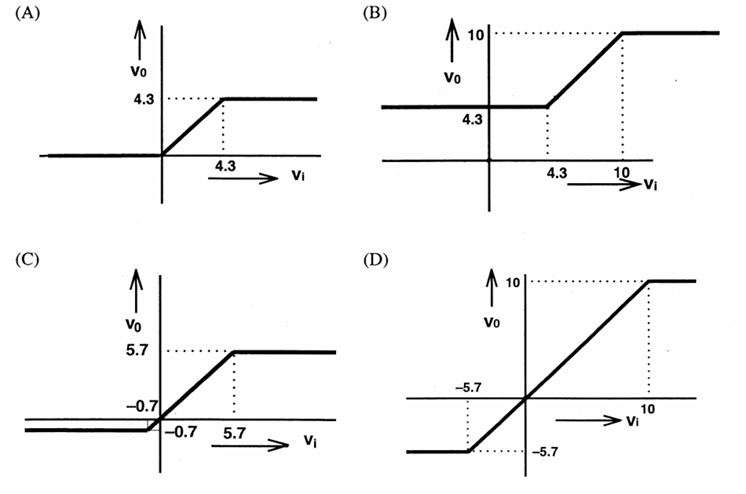 (A)
v₀
4.3
4.3
vᵢ
(B)
10
v₀
4.3
4.3
10
vᵢ
(C)
v₀
5.7
–0.7
–0.7
5.7
vᵢ
(D)
10
v₀
–5.7
10
vᵢ
–5.7